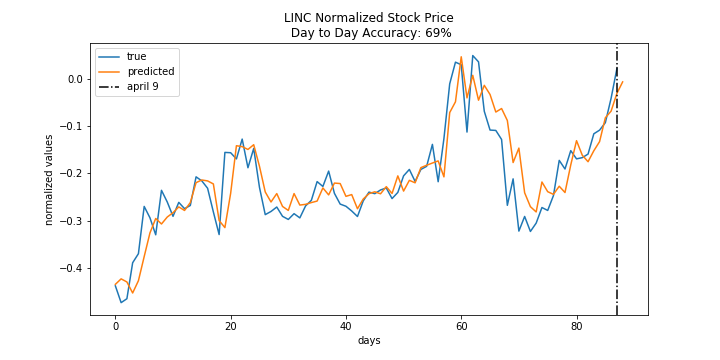 LINC Normalized Stock Price
Day to Day Accuracy: 69%
true
predicted
april 9
0.0
−0.1
−0.2
−0.3
−0.4
normalized values
0 20 40 60 80
days